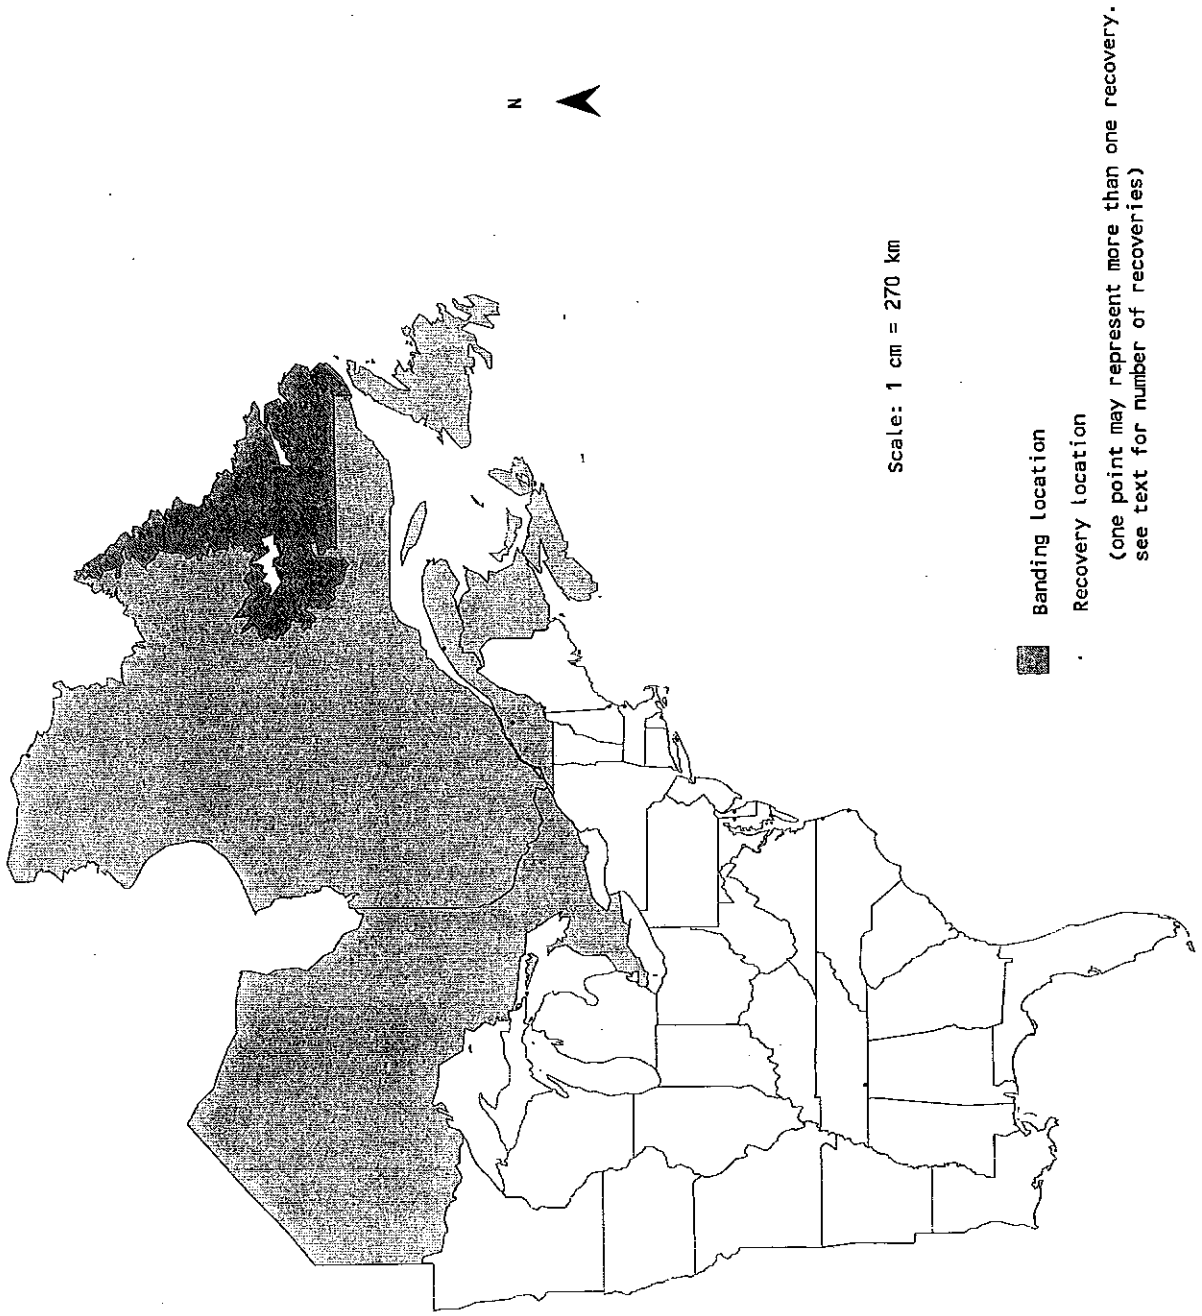 N
Scale: 1 cm = 270 km
Banding Location
Recovery location
(one point may represent more than one recovery.
see text for number of recoveries)